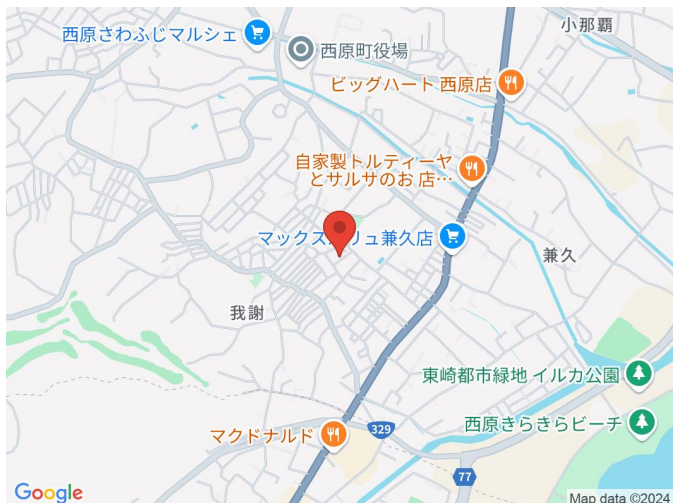 小那覇
西原さわふじマルシェ
西原町役場
ビッグハート 西原店
自家製トルティーヤ
とサルサのお 店…
マックス
リュ兼久店
兼久
我謝
東崎都市緑地 イルカ公園
西原きらきらビーチ
マクドナルド
329
77
Google
Map data ©2024